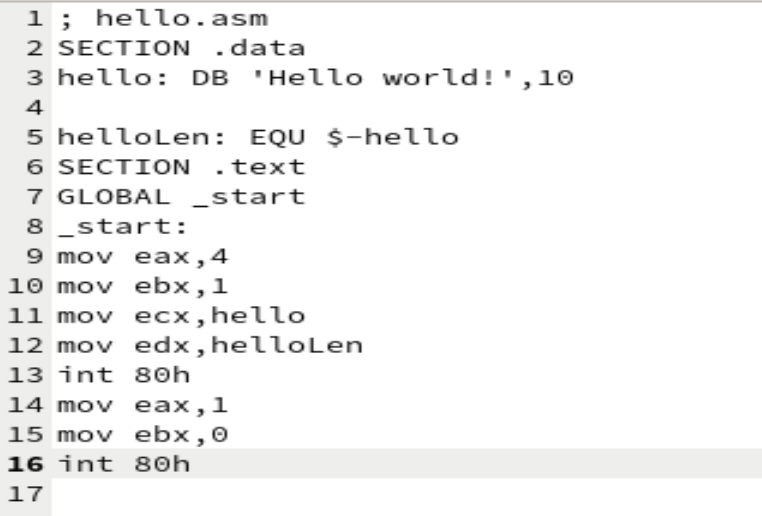 1 ; hello.asm
2 SECTION .data
3 hello: DB 'Hello world!',10
4
5 helloLen: EQU $-hello
6 SECTION .text
7 GLOBAL _start
8 _start:
9 mov eax,4
10 mov ebx,1
11 mov ecx,hello
12 mov edx,helloLen
13 int 80h
14 mov eax,1
15 mov ebx,0
16 int 80h
17